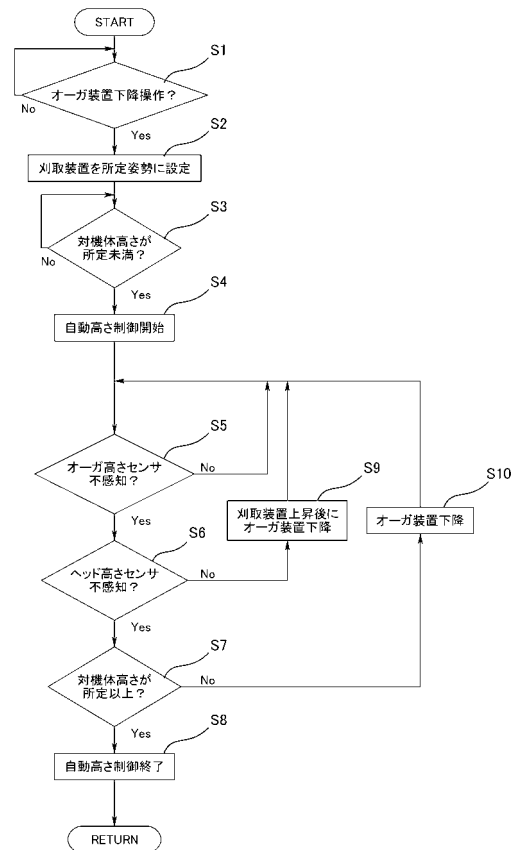 START
S1
オーガ装置下降操作？
No
Yes
S2
刈取装置を所定姿勢に設定
S3
対機体高さが
所定未満？
No
Yes
S4
自動高さ制御開始
S5
オーガ高さセンサ
不感知？
No
Yes
S9
刈取装置上昇後に
オーガ装置下降
S10
オーガ装置下降
S6
ヘッド高さセンサ
不感知？
No
Yes
S7
対機体高さが
所定以上？
No
Yes
S8
自動高さ制御終了
RETURN